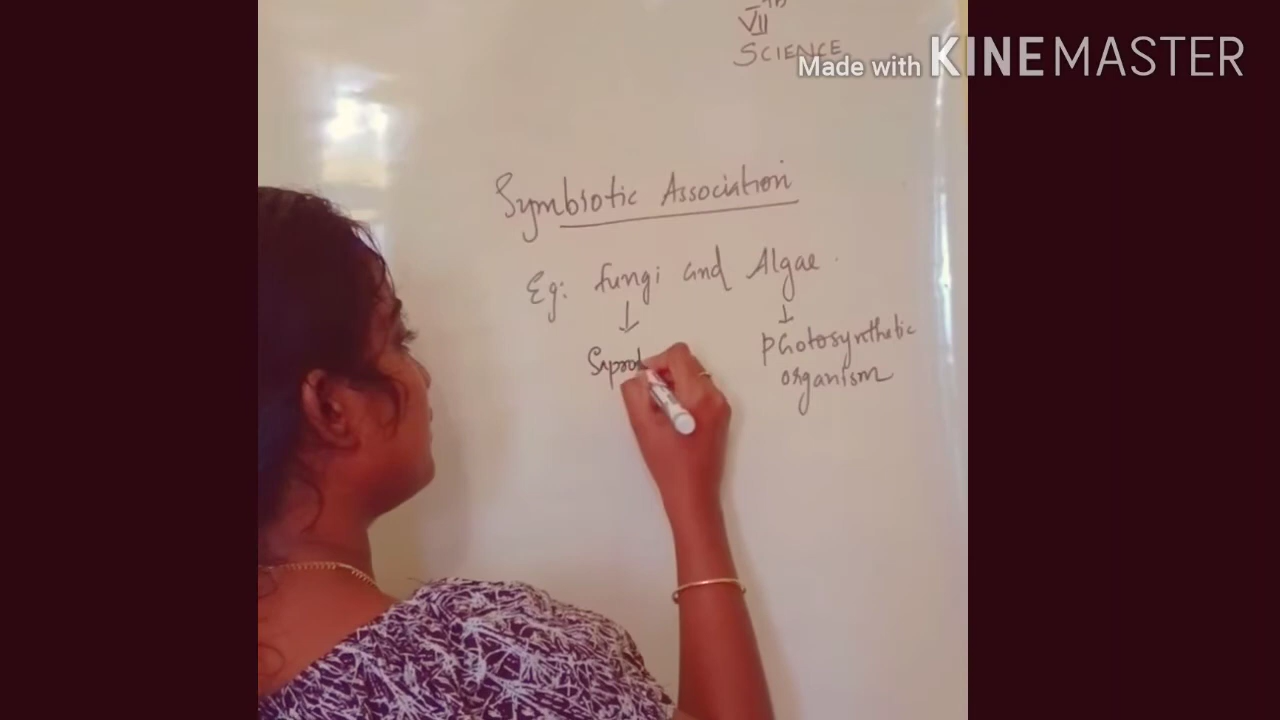 VII
SCIENCE
Made with KINEMASTER
Symbiotic Association
Eg: fungi and Algae.
photosynthetic
organism